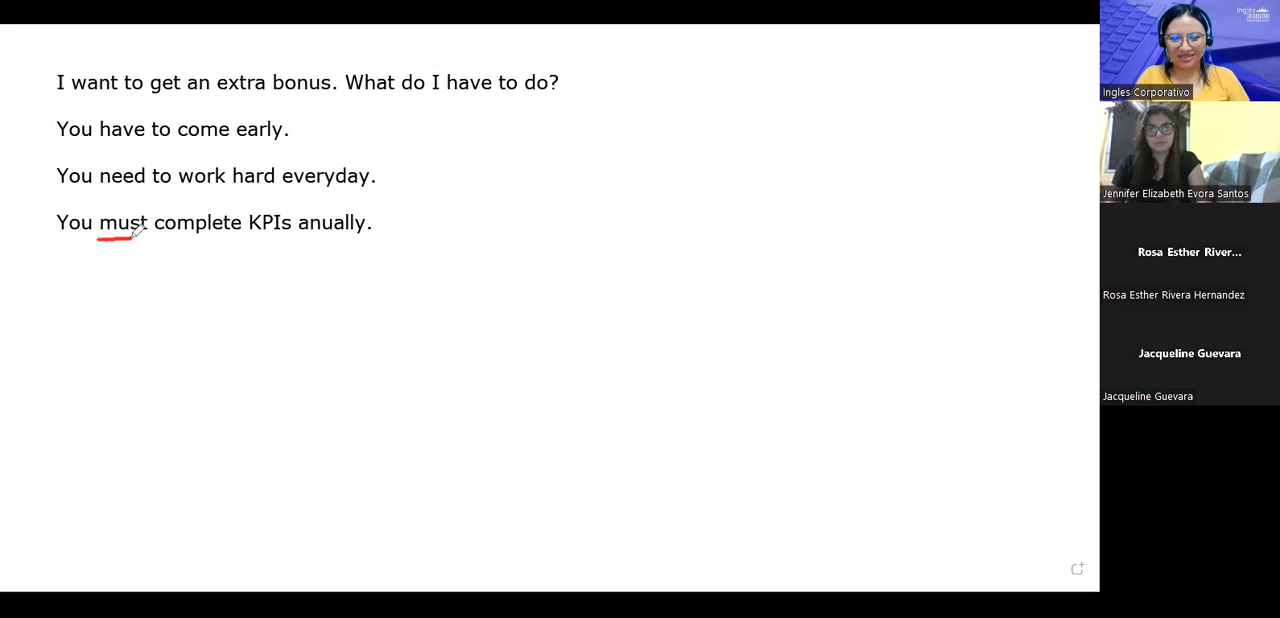 I want to get an extra bonus. What do I have to do?
You have to come early.
You need to work hard everyday.
You must complete KPIs anually.
Ingles Corporativo
Jennifer Elizabeth Evora Santos
Rosa Esther River...
Rosa Esther Rivera Hernandez
Jacqueline Guevara
Jacqueline Guevara